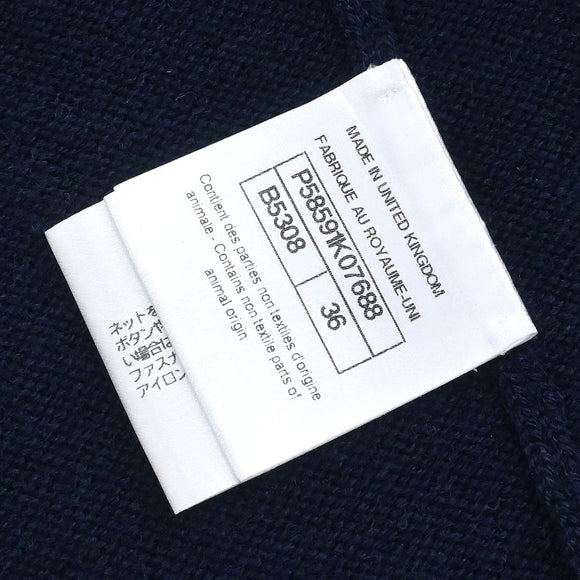 MADE IN UNITED KINGDOM
FABRIQUE AU ROYAUME-UNI
P58591K07688
B5308 36
Contient des parties non textiles d'origine
animale - Contains non textile parts of
animal origin
ネットを
ボタンや
い場合は
ファスナ
アイロン